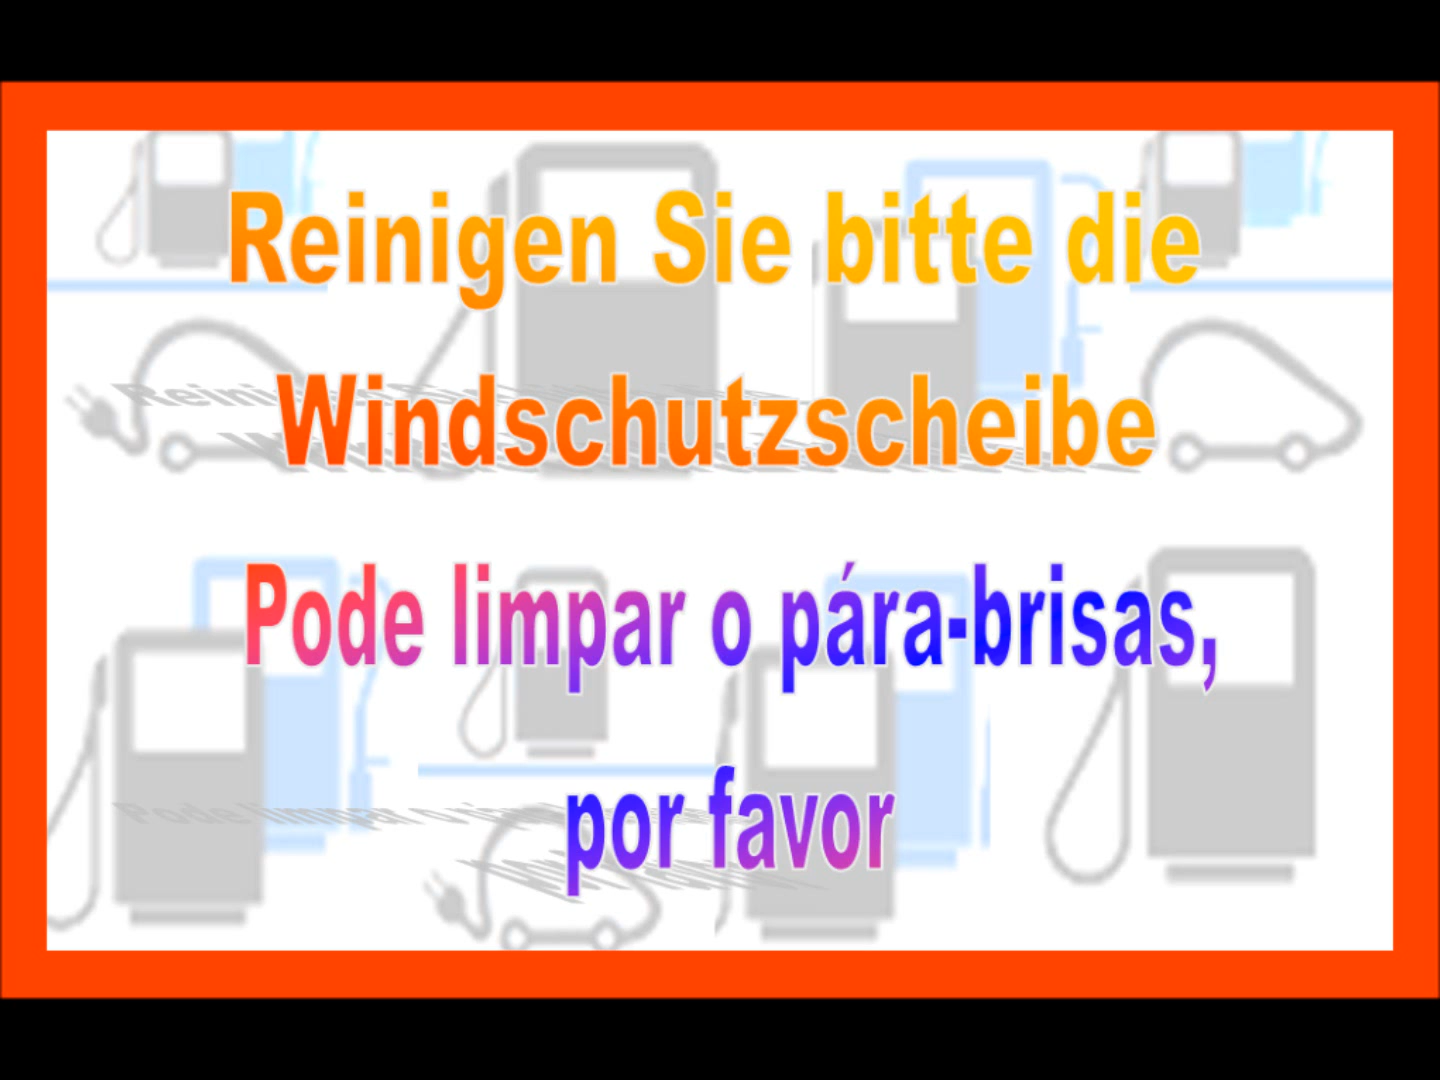 Reinigen Sie bitte die
Windschutzscheibe
Pode limpar o pára-brisas,
por favor